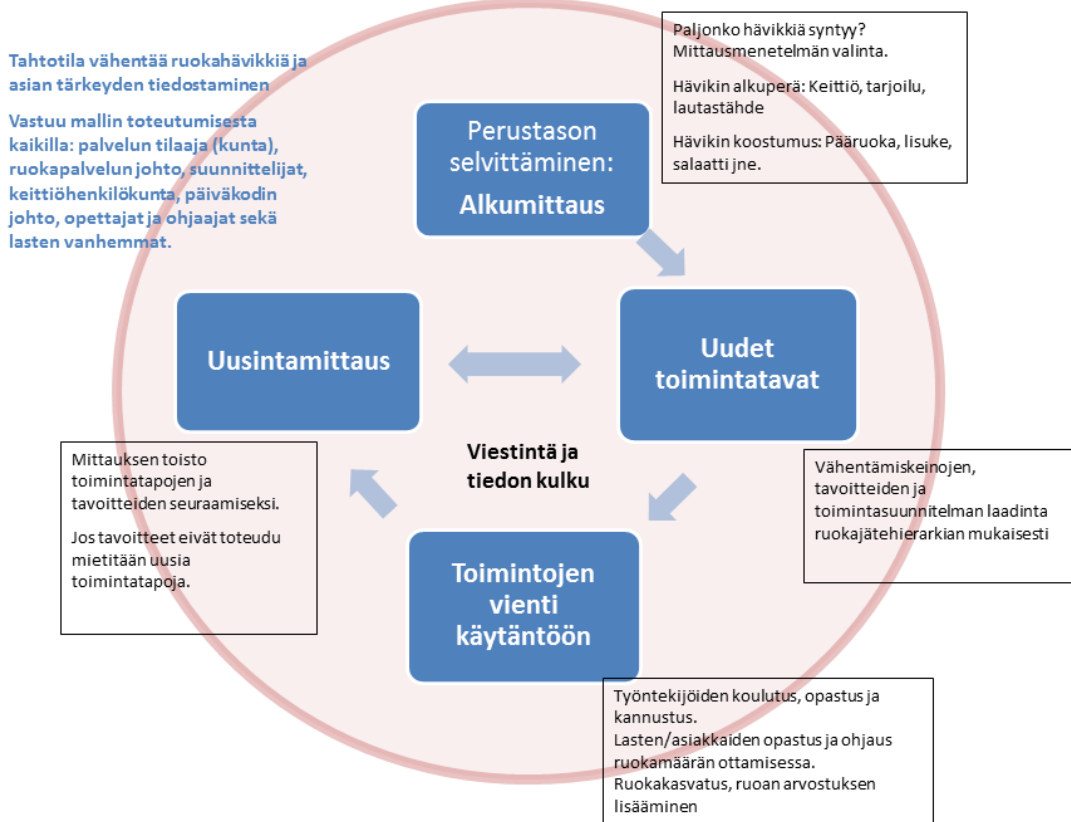 Tahtotila vähentää ruokahävikkiä ja
asian tärkeyden tiedostaminen
Vastuu mallin toteutumisesta
kaikilla: palvelun tilaaja (kunta),
ruokapalvelun johto, suunnittelijat,
keittiöhenkilökunta, päiväkodin
johto, opettajat ja ohjaajat sekä
lasten vanhemmat.
Perustason
selvittäminen:
Alkumittaus
Paljonko hävikkiä syntyy?
Mittausmenetelmän valinta.
Hävikin alkuperä: Keittiö, tarjoilu,
lautastähde
Hävikin koostumus: Pääruoka, lisuke,
salaatti jne.
Uusintamittaus
Uudet
toimintatavat
Viestintä ja
tiedon kulku
Mittauksen toisto
toimintatapojen ja
tavoitteiden seuraamiseksi.
Jos tavoitteet eivät toteudu
mietitään uusia
toimintatapoja.
Vähentämiskeinojen,
tavoitteiden ja
toimintasuunnitelman laadinta
ruokajätehierarkian mukaisesti
Toimintojen
vienti
käytäntöön
Työntekijöiden koulutus, opastus ja
kannustus.
Lasten/asiakkaiden opastus ja ohjaus
ruokamäärän ottamisessa.
Ruokakasvatus, ruoan arvostuksen
lisääminen